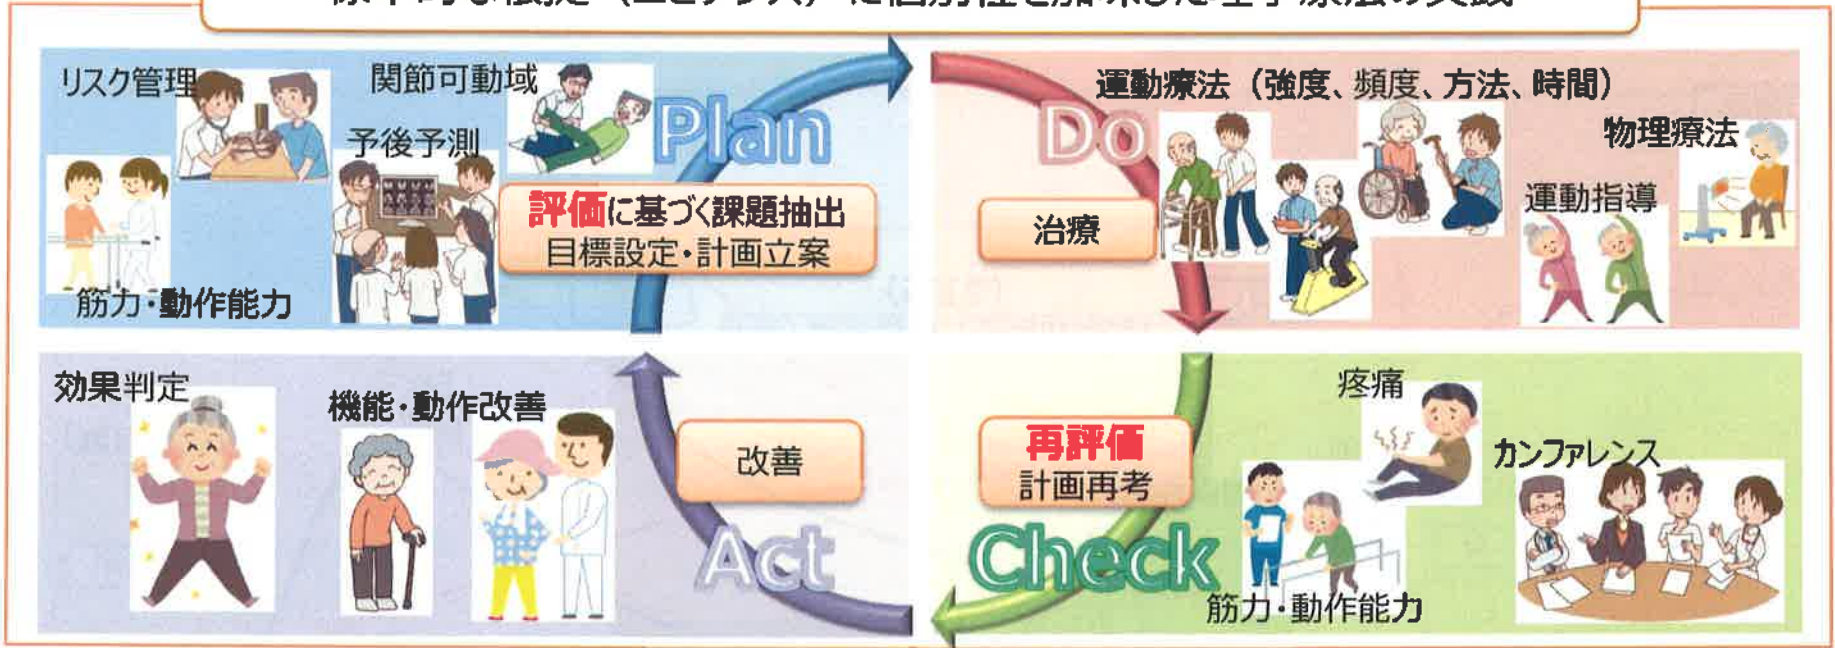 リスク管理
関節可動域
予後予測
筋力・動作能力
Plan
評価に基づく課題抽出
目標設定・計画立案
Do
治療
運動療法（強度、頻度、方法、時間）
物理療法
運動指導
効果判定
機能・動作改善
改善
Act
再評価
計画再考
Check
疼痛
カンファレンス
筋力・動作能力